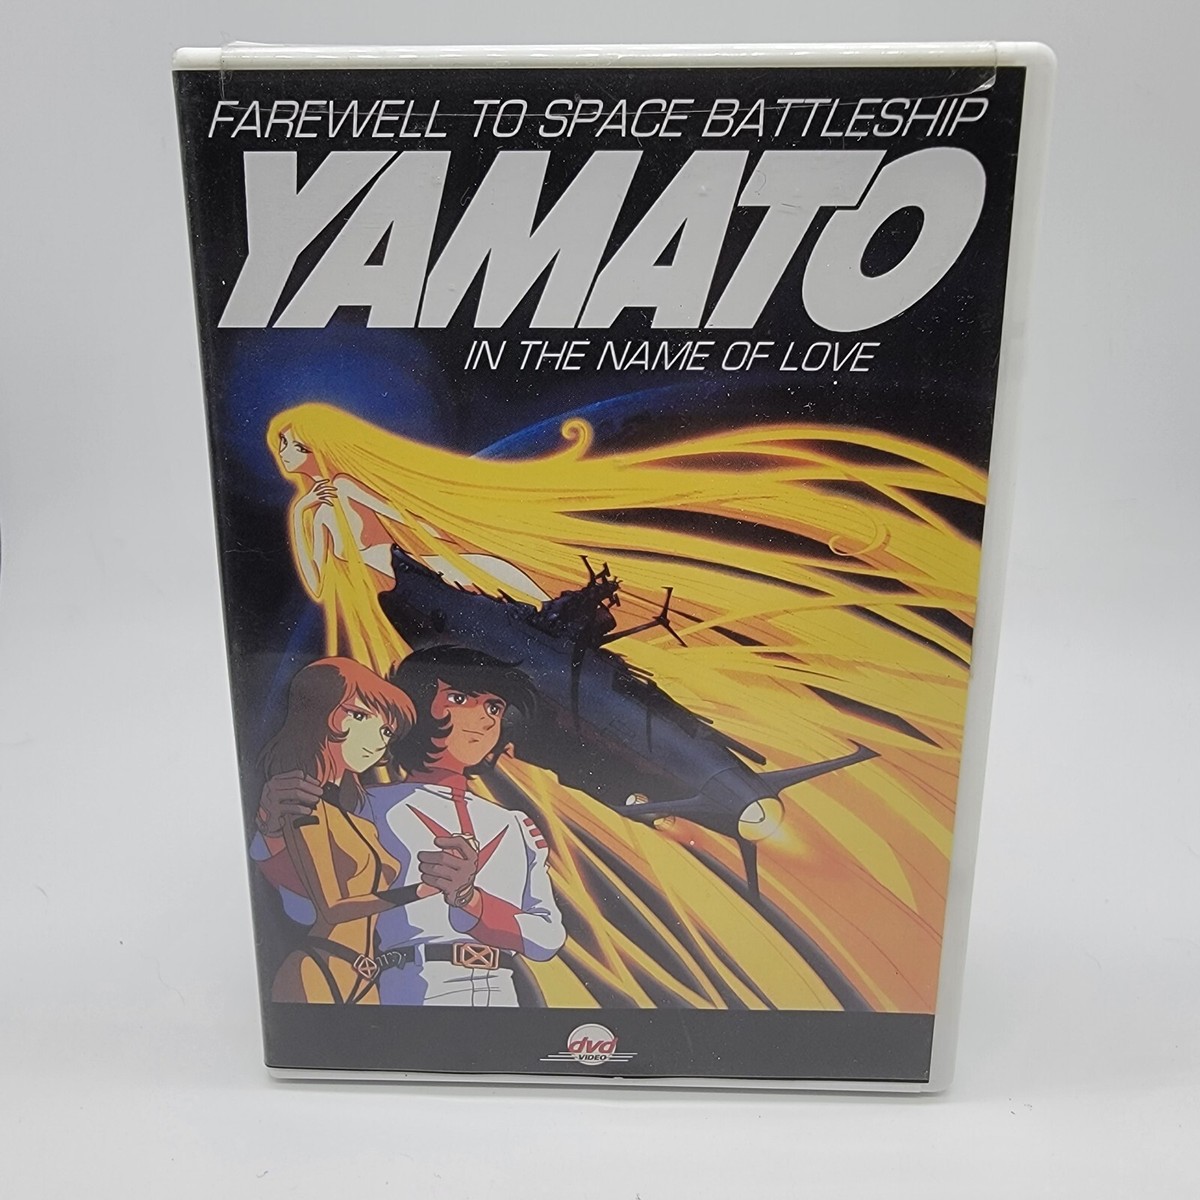 FAREWELL TO SPACE BATTLESHIP
YAMATO
IN THE NAME OF LOVE
dvd
VIDEO